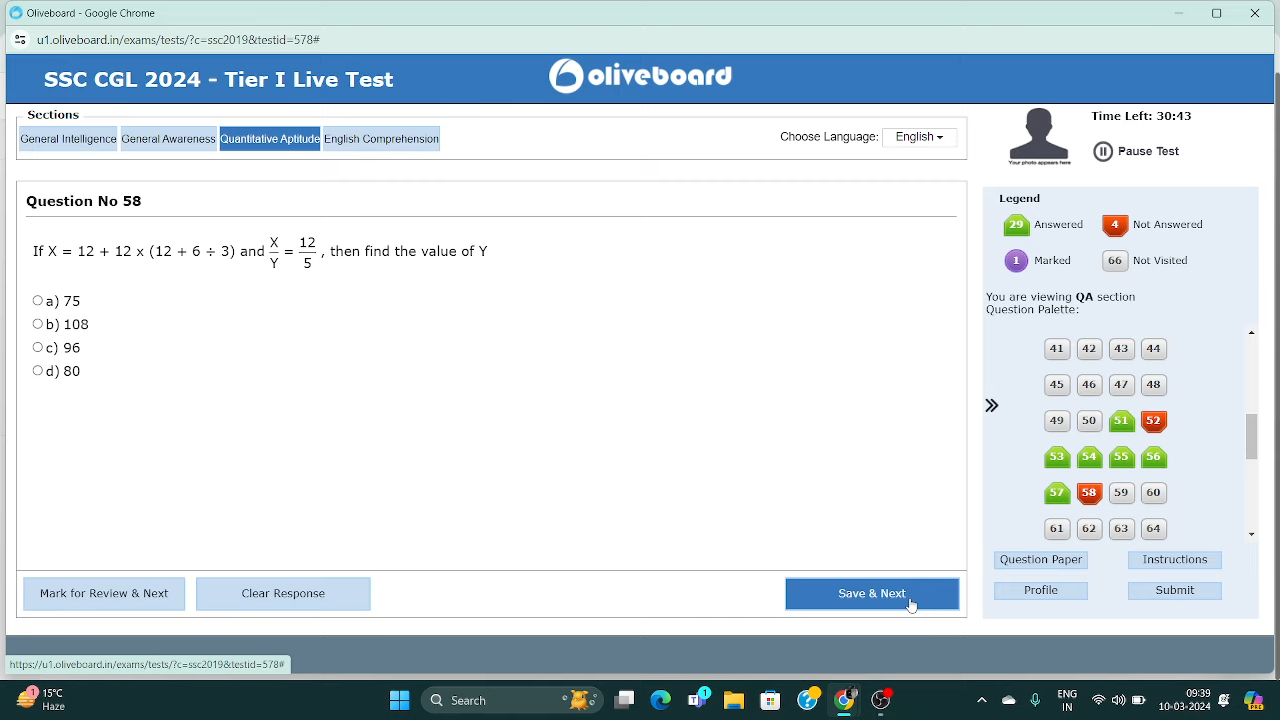 Oliveboard - Google Chrome
u1.oliveboard.in/exams/tests/?c=ssc2019&testid=578#
SSC CGL 2024 - Tier I Live Test
oliveboard
Sections
General Intelligence General Awareness Quantitative Aptitude English Comprehension
Choose Language: English
Your photo appears here
Time Left: 30:43
Pause Test
Question No 58
If X = 12 + 12 x (12 + 6 ÷ 3) and X/Y = 12/5 , then find the value of Y
a) 75
b) 108
c) 96
d) 80
Mark for Review & Next
Clear Response
Save & Next
Legend
29 Answered 4 Not Answered
1 Marked 66 Not Visited
You are viewing QA section
Question Palette:
41 42 43 44
45 46 47 48
49 50 51 52
53 54 55 56
57 58 59 60
61 62 63 64
Question Paper Instructions
Profile Submit
https://u1.oliveboard.in/exams/tests/?c=ssc2019&testid=578#
1
15°C
Haze
Search
1
ENG
IN
09:39
10-03-2024